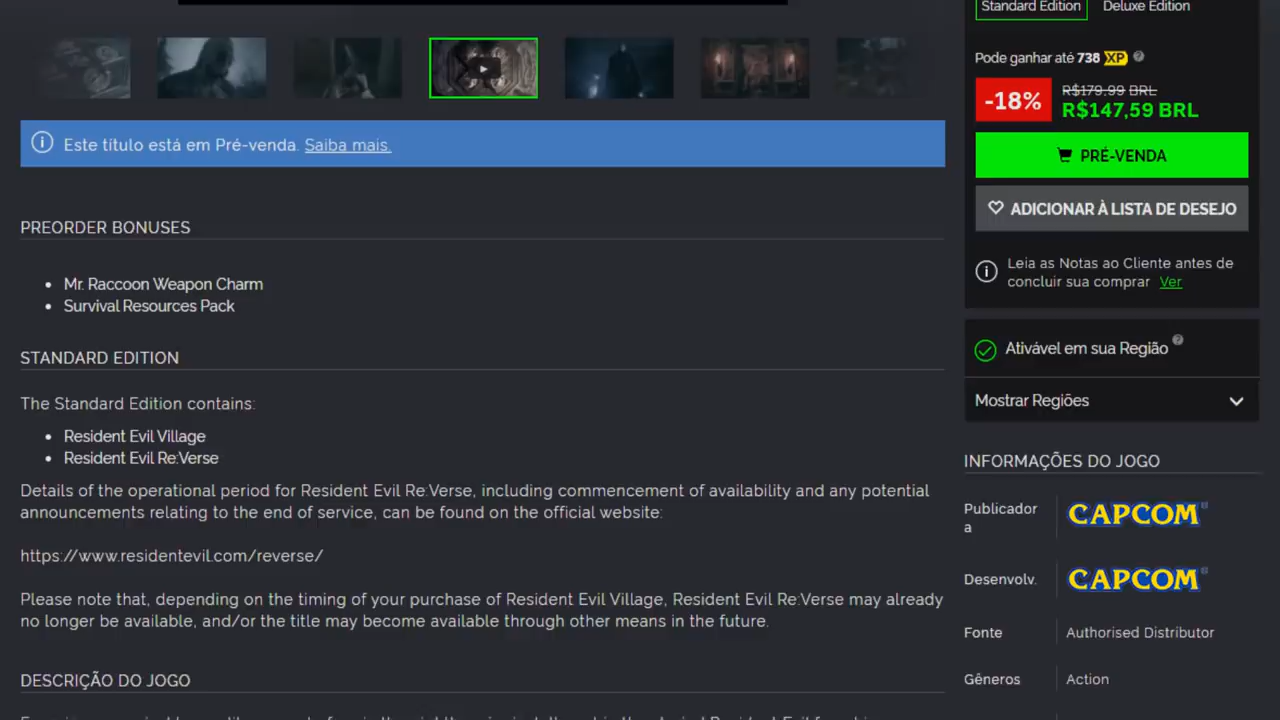 Standard Edition
Deluxe Edition
Pode ganhar até 738 XP ?
-18%
R$179.99 BRL
R$147,59 BRL
PRÉ-VENDA
ADICIONAR À LISTA DE DESEJO
Leia as Notas ao Cliente antes de
concluir sua comprar Ver
Ativável em sua Região ?
Mostrar Regiões
INFORMAÇÕES DO JOGO
Publicador
a
CAPCOM
Desenvolv.
CAPCOM
Fonte
Authorised Distributor
Gêneros
Action
Este título está em Pré-venda. Saiba mais.
PREORDER BONUSES
• Mr. Raccoon Weapon Charm
• Survival Resources Pack
STANDARD EDITION
The Standard Edition contains:
• Resident Evil Village
• Resident Evil Re:Verse
Details of the operational period for Resident Evil Re:Verse, including commencement of availability and any potential
announcements relating to the end of service, can be found on the official website:
https://www.residentevil.com/reverse/
Please note that, depending on the timing of your purchase of Resident Evil Village, Resident Evil Re:Verse may already
no longer be available, and/or the title may become available through other means in the future.
DESCRIÇÃO DO JOGO